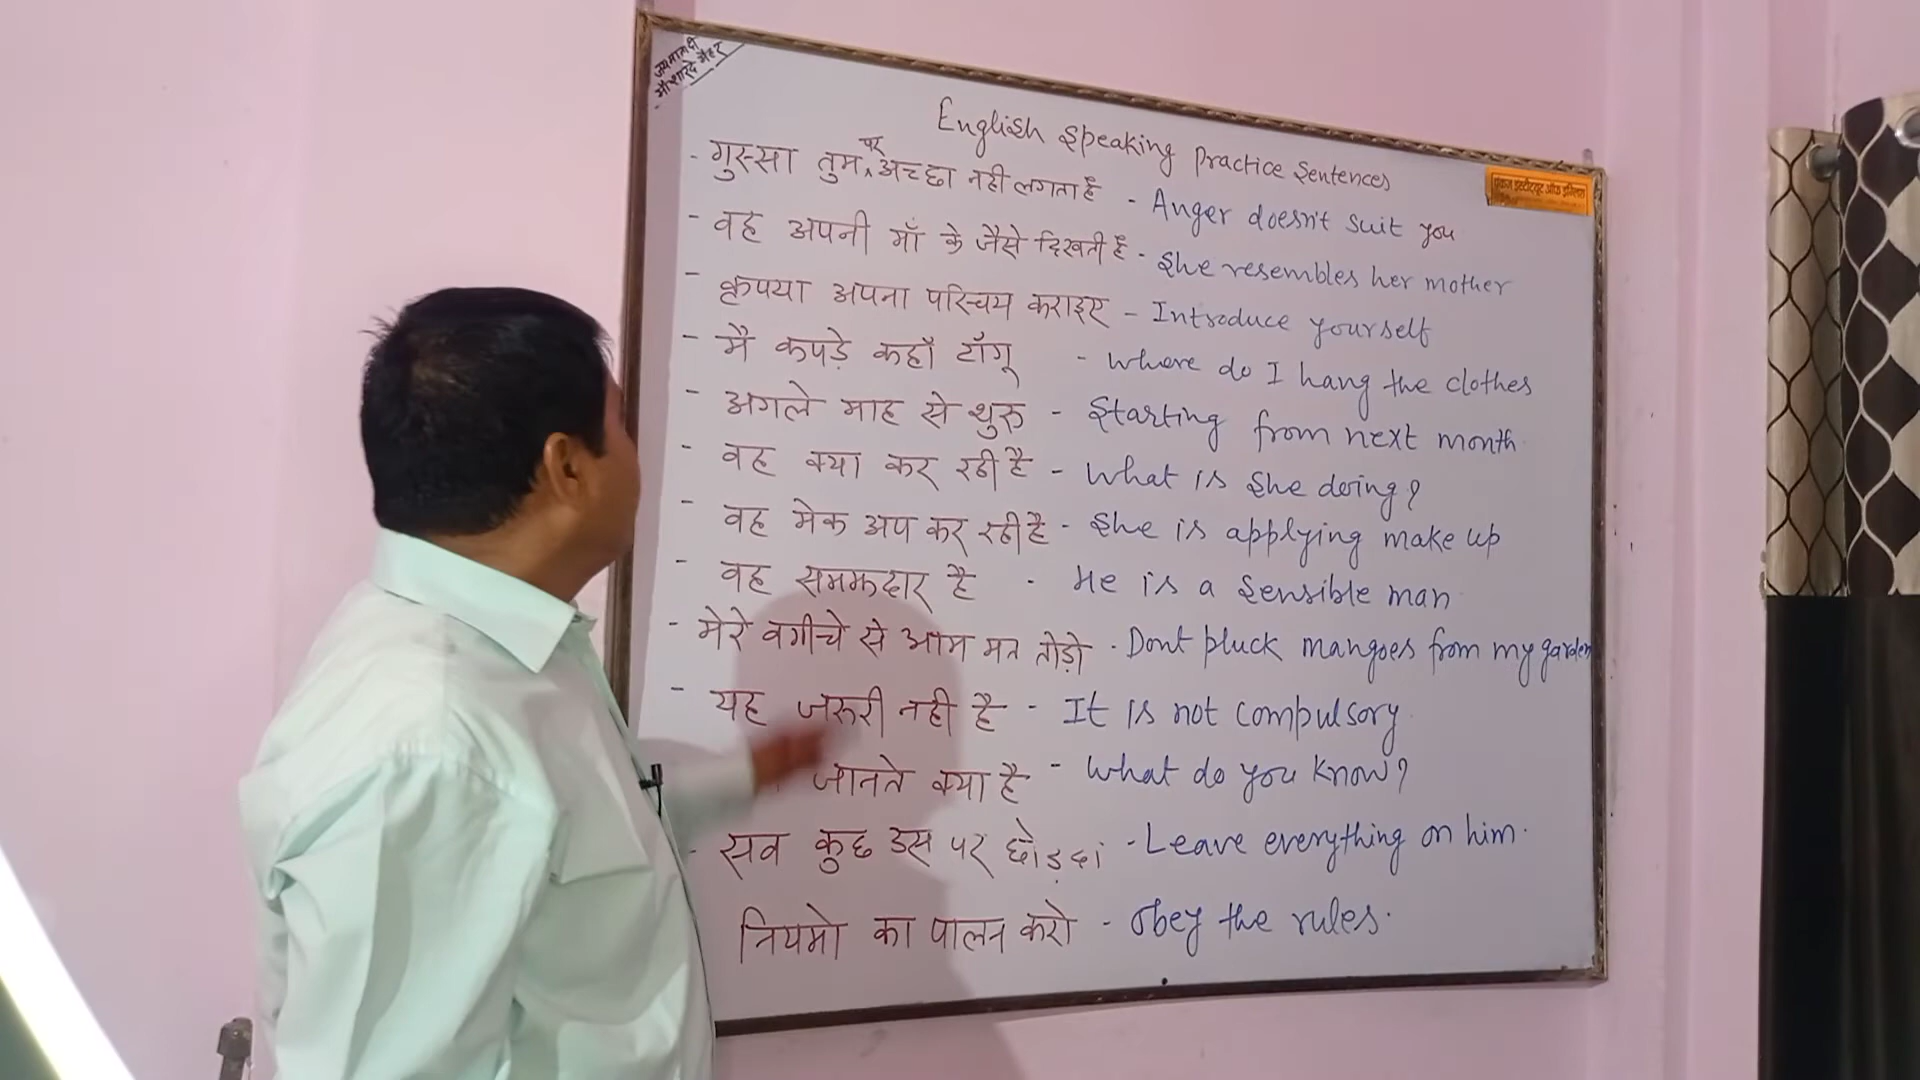 English Speaking Practice Sentences
- गुस्सा तुम पर अच्छा नही लगता है - Anger doesn't suit you
- वह अपनी माँ के जैसे दिखती है - She resembles her mother
- कृपया अपना परिचय कराइए - Introduce yourself
- मै कपड़े कहाँ टाँगू - Where do I hang the clothes
- अगले माह से शुरु - Starting from next month
- वह क्या कर रही है - What is she doing?
- वह मेक अप कर रही है - She is applying make up
- वह समझदार है - He is a sensible man
- मेरे वगीचे से आम मत तोड़ो - Dont pluck mangoes from my garden
- यह जरूरी नही है - It is not compulsory
जानते क्या है - What do you know?
- सव कुछ उस पर छोड़दो - Leave everything on him.
नियमो का पालन करो - Obey the rules.